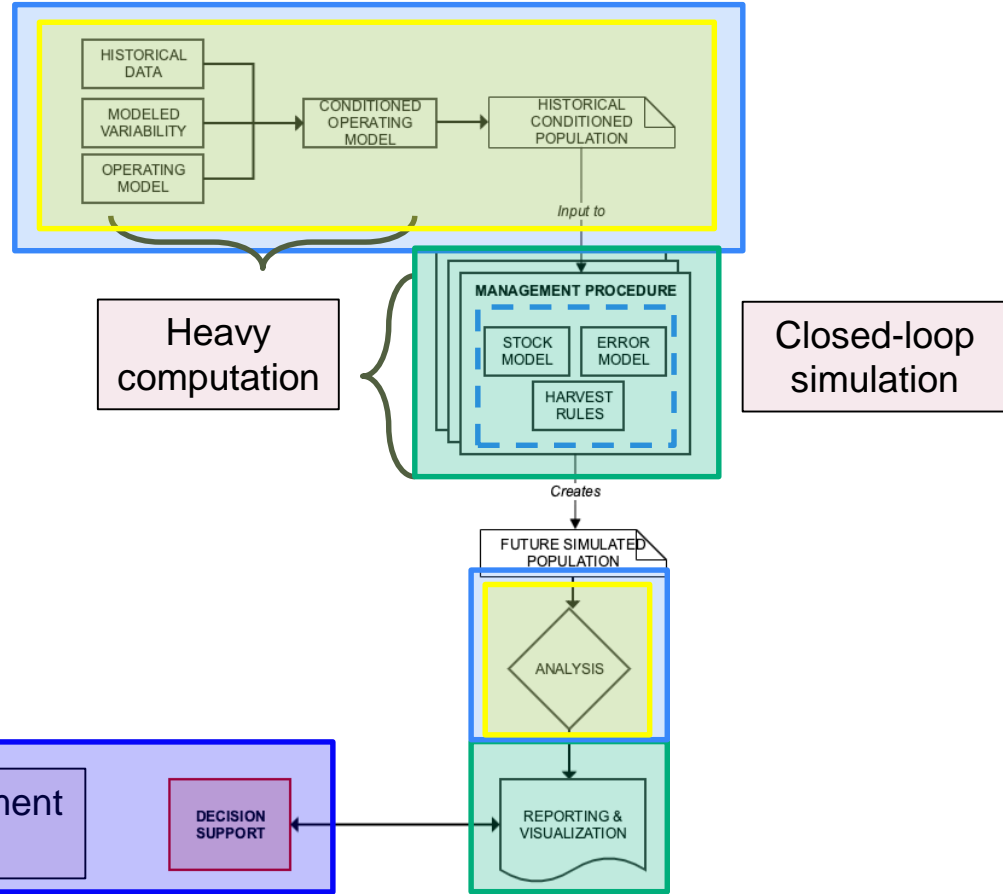 HISTORICAL
DATA
MODELED
VARIABILITY
OPERATING
MODEL
CONDITIONED
OPERATING
MODEL
HISTORICAL
CONDITIONED
POPULATION
Input to
Heavy
computation
MANAGEMENT PROCEDURE
STOCK
MODEL
ERROR
MODEL
HARVEST
RULES
Closed-loop
simulation
Creates
FUTURE SIMULATED
POPULATION
ANALYSIS
DECISION
SUPPORT
REPORTING &
VISUALIZATION